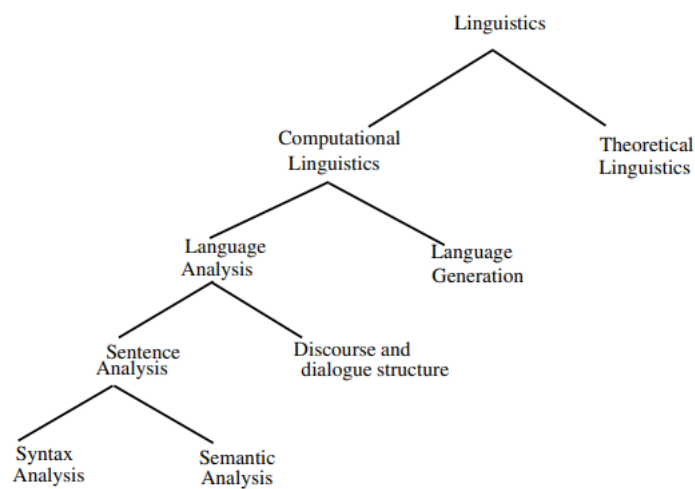 Linguistics
Computational
Linguistics
Theoretical
Linguistics
Language
Analysis
Language
Generation
Sentence
Analysis
Discourse and
dialogue structure
Syntax
Analysis
Semantic
Analysis